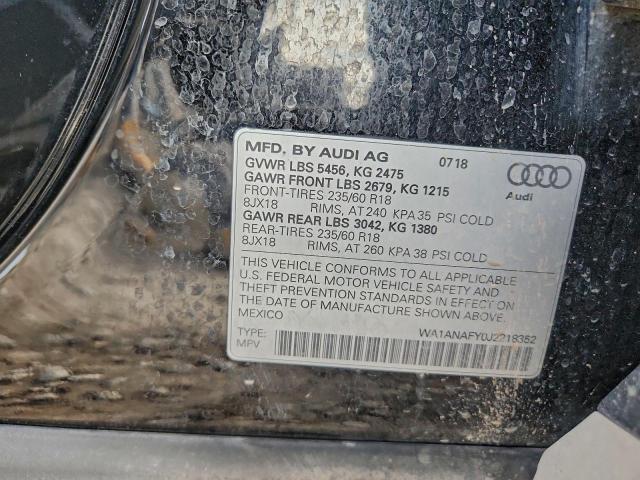 MFD. BY AUDI AG 0718
GVWR LBS 5456, KG 2475
GAWR FRONT LBS 2679, KG 1215
FRONT-TIRES 235/60 R18
8JX18 RIMS, AT 240 KPA 35 PSI COLD
GAWR REAR LBS 3042, KG 1380
REAR-TIRES 235/60 R18
8JX18 RIMS, AT 260 KPA 38 PSI COLD
Audi
THIS VEHICLE CONFORMS TO ALL APPLICABLE
U.S. FEDERAL MOTOR VEHICLE SAFETY AND
THEFT PREVENTION STANDARDS IN EFFECT ON
THE DATE OF MANUFACTURE SHOWN ABOVE.
MEXICO
TYPE: WA1ANAFY0J2218352
MPV